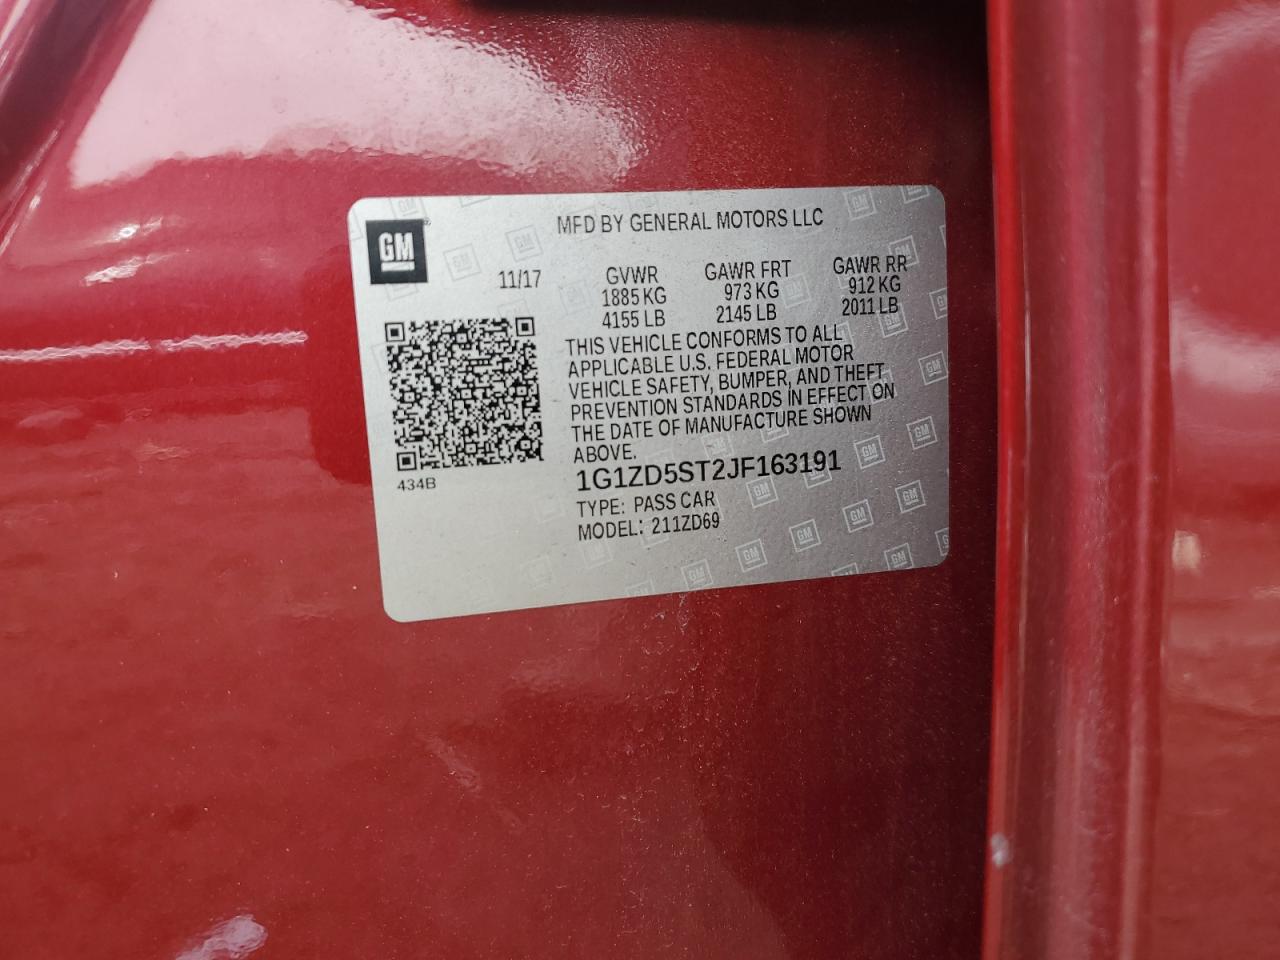 MFD BY GENERAL MOTORS LLC
GM
11/17
GVWR GAWR FRT GAWR RR
1885 KG 973 KG 912 KG
4155 LB 2145 LB 2011 LB
THIS VEHICLE CONFORMS TO ALL
APPLICABLE U.S. FEDERAL MOTOR
VEHICLE SAFETY, BUMPER, AND THEFT
PREVENTION STANDARDS IN EFFECT ON
THE DATE OF MANUFACTURE SHOWN
ABOVE.
434B
1G1ZD5ST2JF163191
TYPE: PASS CAR
MODEL: 211ZD69